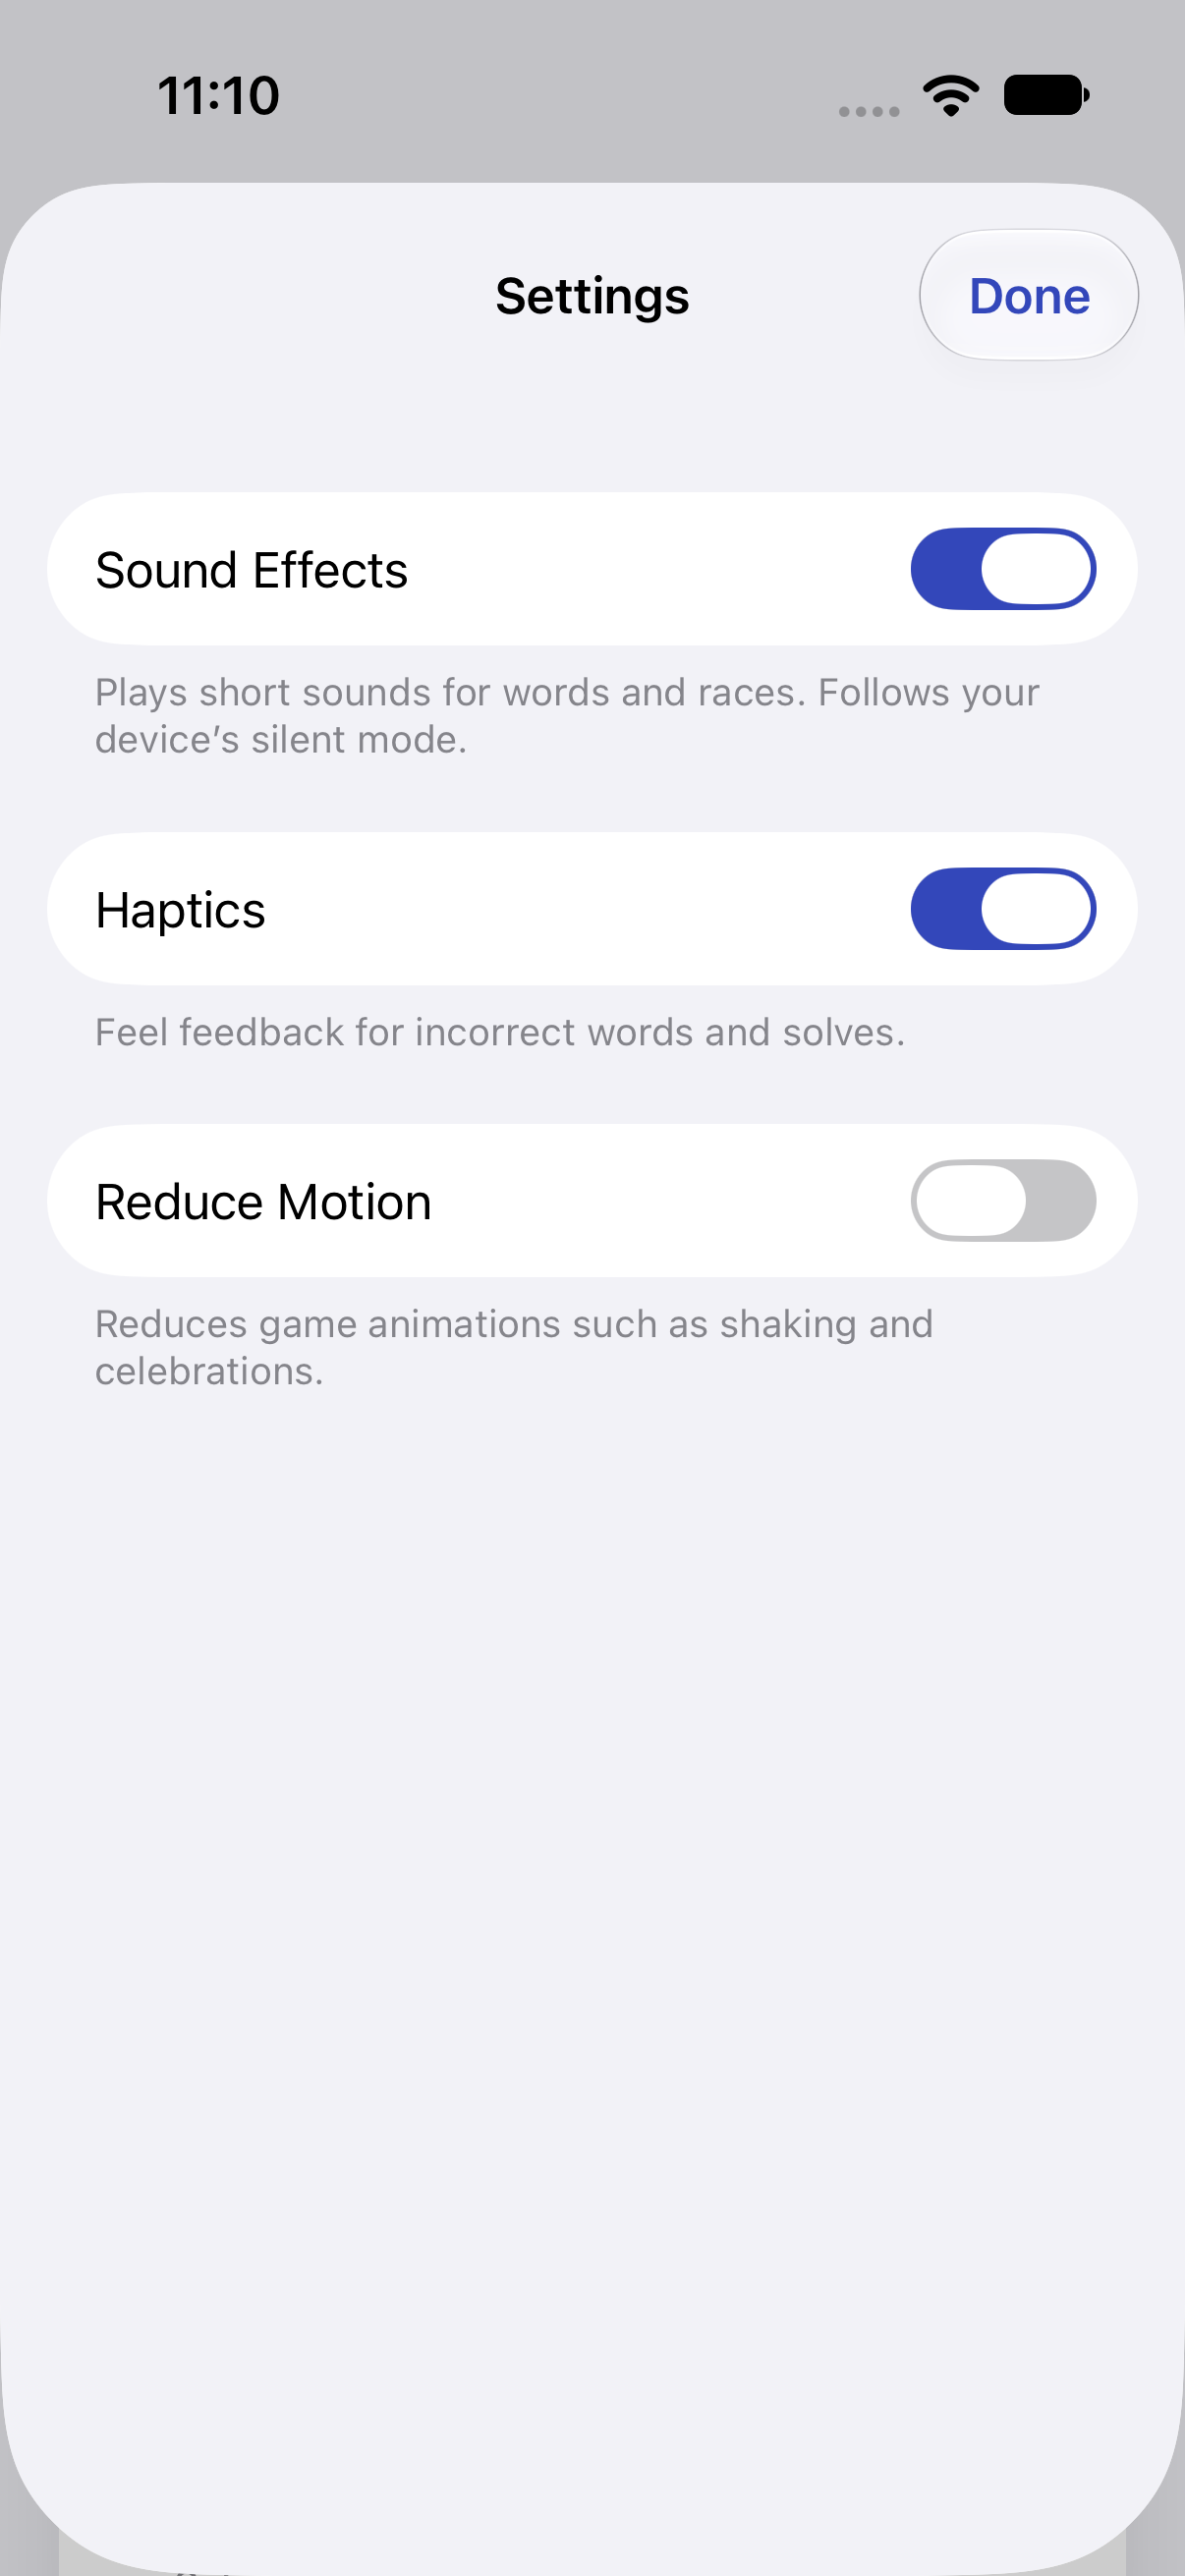 11:10
Settings
Done
Sound Effects
Plays short sounds for words and races. Follows your
device’s silent mode.
Haptics
Feel feedback for incorrect words and solves.
Reduce Motion
Reduces game animations such as shaking and
celebrations.